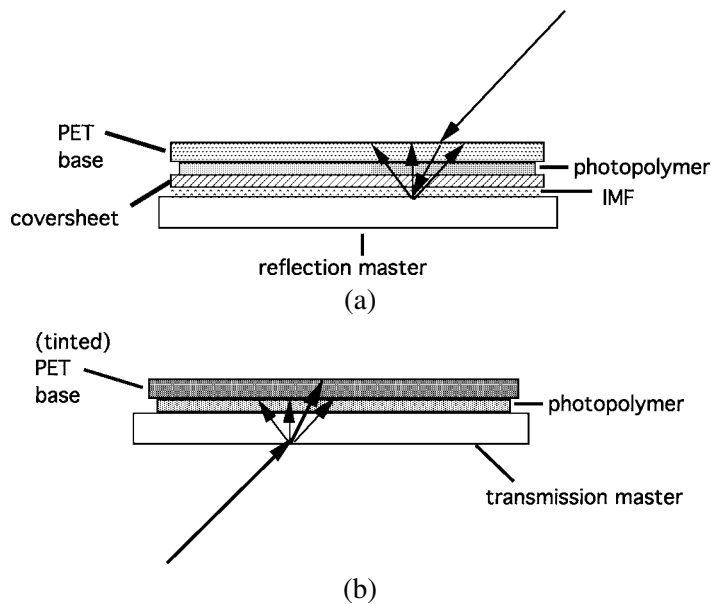 PET
base
photopolymer
IMF
coversheet
reflection master
(a)
(tinted)
PET
base
photopolymer
transmission master
(b)